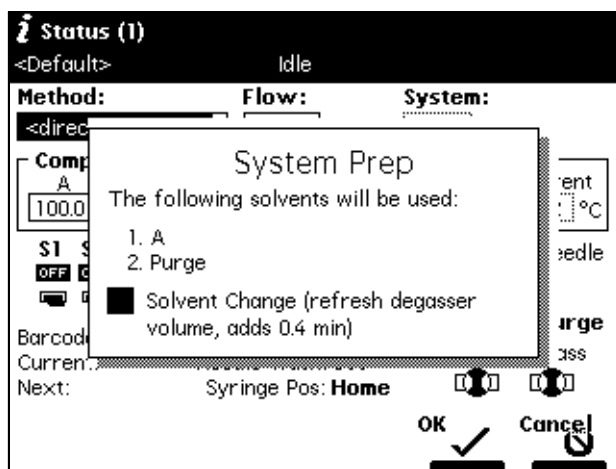 i Status (1)
<Default> Idle
Method: Flow: System:
<direc
Comp
A
100.0 °C
System Prep
The following solvents will be used:
1. A
2. Purge
Solvent Change (refresh degasser
volume, adds 0.4 min)
S1
OFF
Barcod
Curren
Next: Syringe Pos: Home
OK Cancel